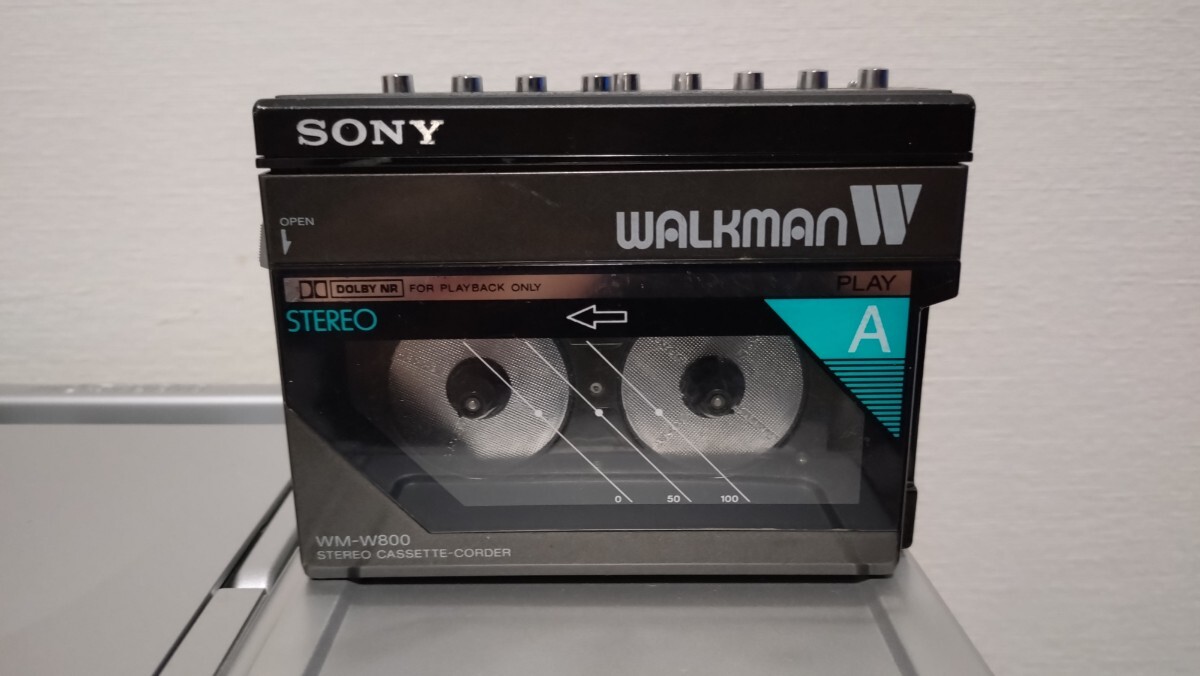 SONY
OPEN
WALKMAN W
DOLBY NR FOR PLAYBACK ONLY
PLAY
STEREO
A
0 50 100
WM-W800
STEREO CASSETTE-CORDER